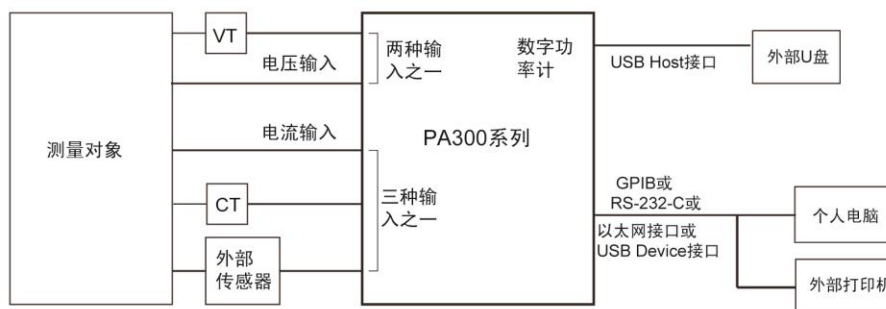 测量对象
VT
电压输入
电流输入
CT
外部
传感器
两种输
入之一
三种输
入之一
数字功
率计
PA300系列
USB Host接口
外部U盘
GPIB或
RS-232-C或
以太网接口或
USB Device接口
个人电脑
外部打印机